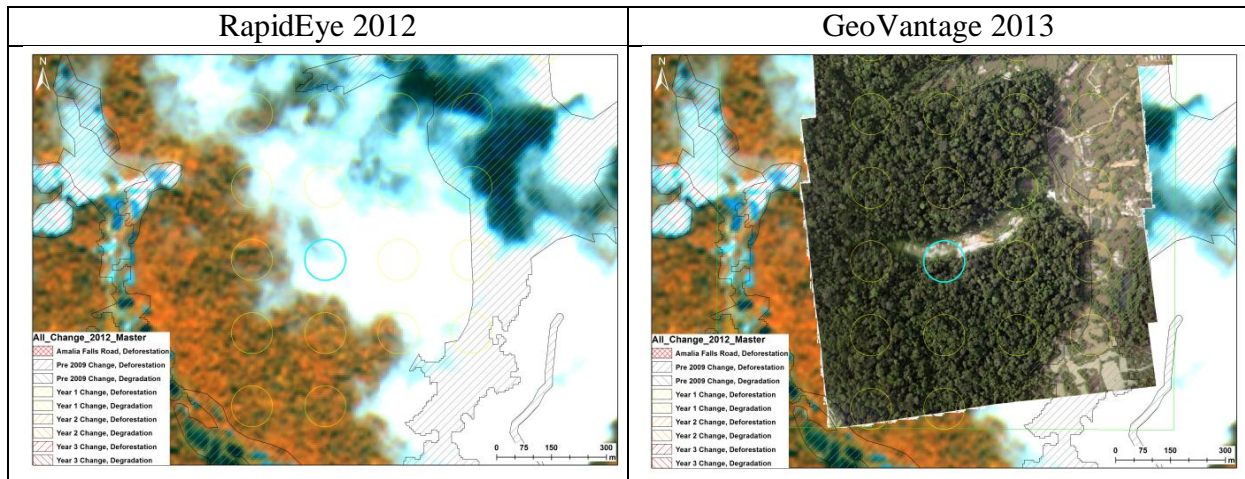 RapidEye 2012
GeoVantage 2013
N
All_Change_2012_Master
Amalia Falls Road, Deforestation
Pre 2009 Change, Deforestation
Pre 2009 Change, Degradation
Year 1 Change, Deforestation
Year 1 Change, Degradation
Year 2 Change, Deforestation
Year 2 Change, Degradation
Year 3 Change, Deforestation
Year 3 Change, Degradation
0 75 150 300
m
N
All_Change_2012_Master
Amalia Falls Road, Deforestation
Pre 2009 Change, Deforestation
Pre 2009 Change, Degradation
Year 1 Change, Deforestation
Year 1 Change, Degradation
Year 2 Change, Deforestation
Year 2 Change, Degradation
Year 3 Change, Deforestation
Year 3 Change, Degradation
0 75 150 300
m